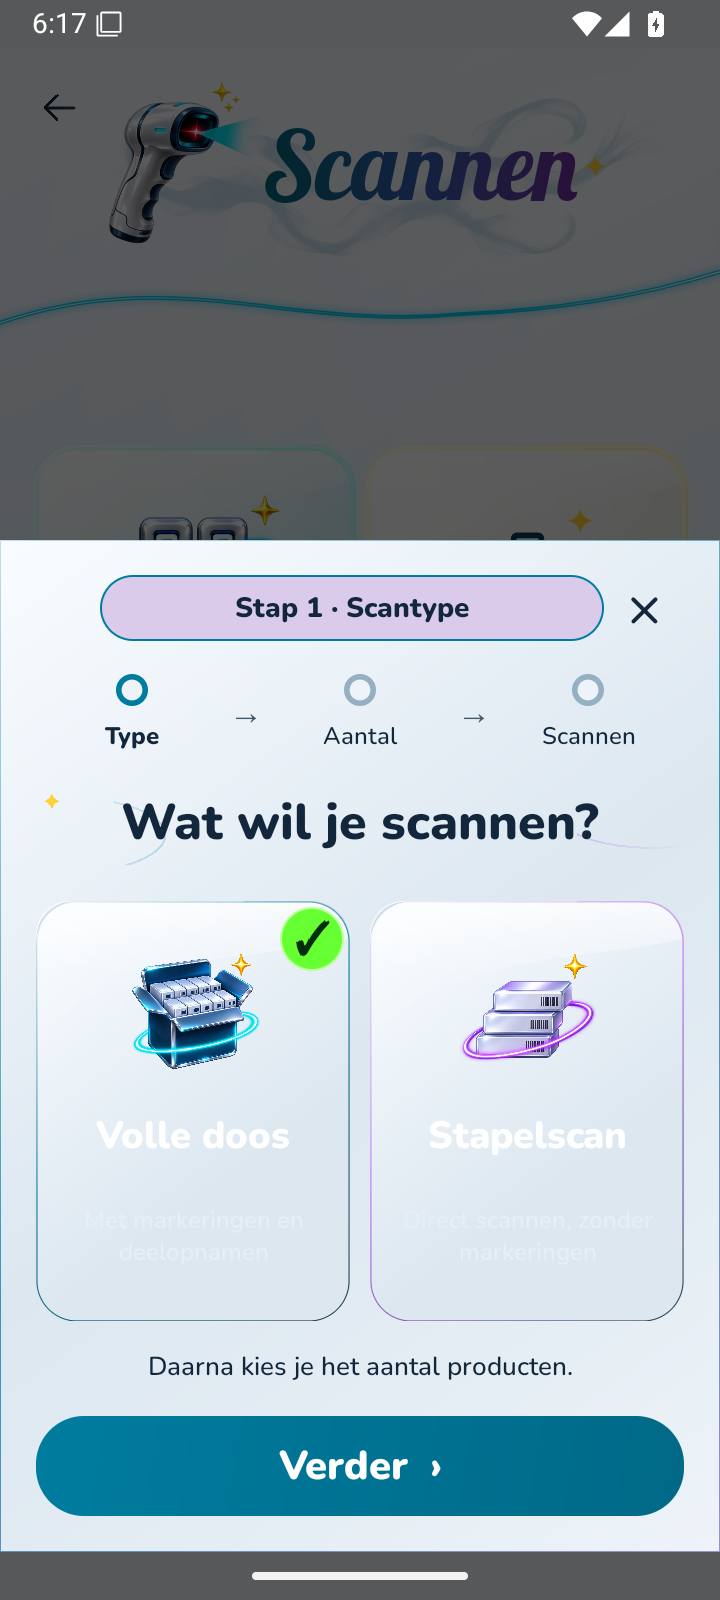 6:17
Scannen
Stap 1 · Scantype
Type → Aantal → Scannen
Wat wil je scannen?
Volle doos
Met markeringen en
deelopnamen
Stapelscan
Direct scannen, zonder
markeringen
Daarna kies je het aantal producten.
Verder ›